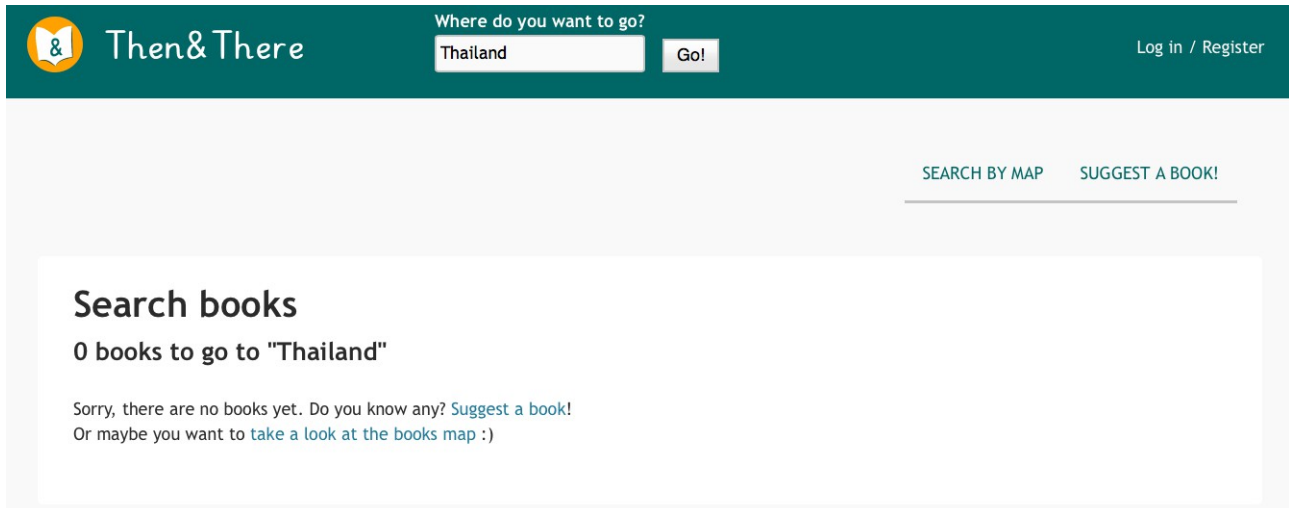 Where do you want to go?
& Then&There Thailand Go! Log in / Register
SEARCH BY MAP SUGGEST A BOOK!
Search books
0 books to go to "Thailand"
Sorry, there are no books yet. Do you know any? Suggest a book!
Or maybe you want to take a look at the books map :)